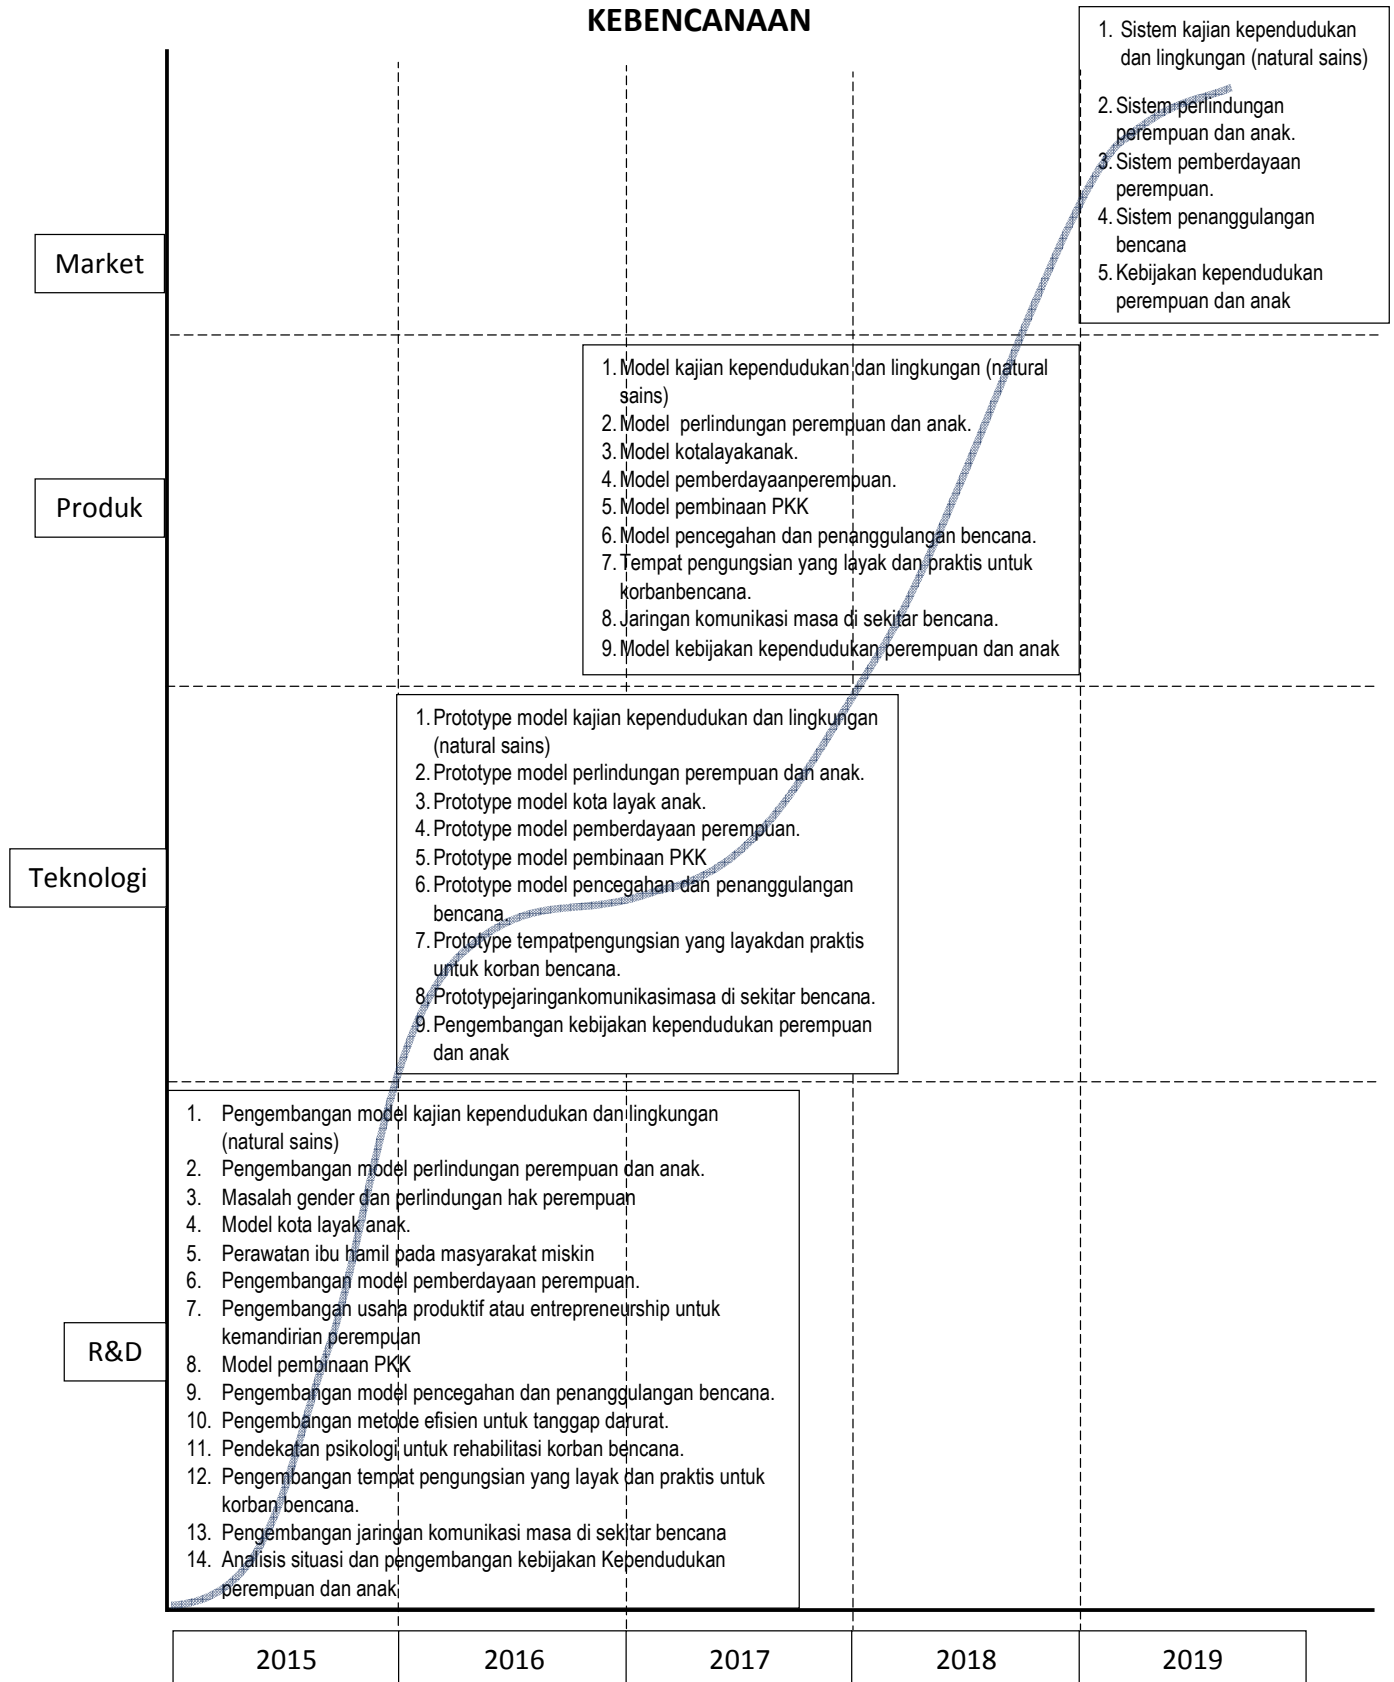 KEBENCANAAN
1. Sistem kajian kependudukan
dan lingkungan (natural sains)
2. Sistem perlindungan
perempuan dan anak.
3. Sistem pemberdayaan
perempuan.
4. Sistem penanggulangan
bencana
5. Kebijakan kependudukan
perempuan dan anak
Market
1. Model kajian kependudukan dan lingkungan (natural
sains)
2. Model perlindungan perempuan dan anak.
3. Model kotalayakanak.
4. Model pemberdayaanperempuan.
5. Model pembinaan PKK
6. Model pencegahan dan penanggulangan bencana.
7. Tempat pengungsian yang layak dan praktis untuk
korbanbencana.
8. Jaringan komunikasi masa di sekitar bencana.
9. Model kebijakan kependudukan perempuan dan anak
Produk
1. Prototype model kajian kependudukan dan lingkungan
(natural sains)
2. Prototype model perlindungan perempuan dan anak.
3. Prototype model kota layak anak.
4. Prototype model pemberdayaan perempuan.
5. Prototype model pembinaan PKK
6. Prototype model pencegahan dan penanggulangan
bencana.
7. Prototype tempatpengungsian yang layakdan praktis
untuk korban bencana.
8. Prototypejaringankomunikasimasa di sekitar bencana.
9. Pengembangan kebijakan kependudukan perempuan
dan anak
Teknologi
1. Pengembangan model kajian kependudukan dan lingkungan
(natural sains)
2. Pengembangan model perlindungan perempuan dan anak.
3. Masalah gender dan perlindungan hak perempuan
4. Model kota layak anak.
5. Perawatan ibu hamil pada masyarakat miskin
6. Pengembangan model pemberdayaan perempuan.
7. Pengembangan usaha produktif atau entrepreneurship untuk
kemandirian perempuan
8. Model pembinaan PKK
9. Pengembangan model pencegahan dan penanggulangan bencana.
10. Pengembangan metode efisien untuk tanggap darurat.
11. Pendekatan psikologi untuk rehabilitasi korban bencana.
12. Pengembangan tempat pengungsian yang layak dan praktis untuk
korban bencana.
13. Pengembangan jaringan komunikasi masa di sekitar bencana
14. Analisis situasi dan pengembangan kebijakan Kependudukan
perempuan dan anak
R&D
2015 2016 2017 2018 2019